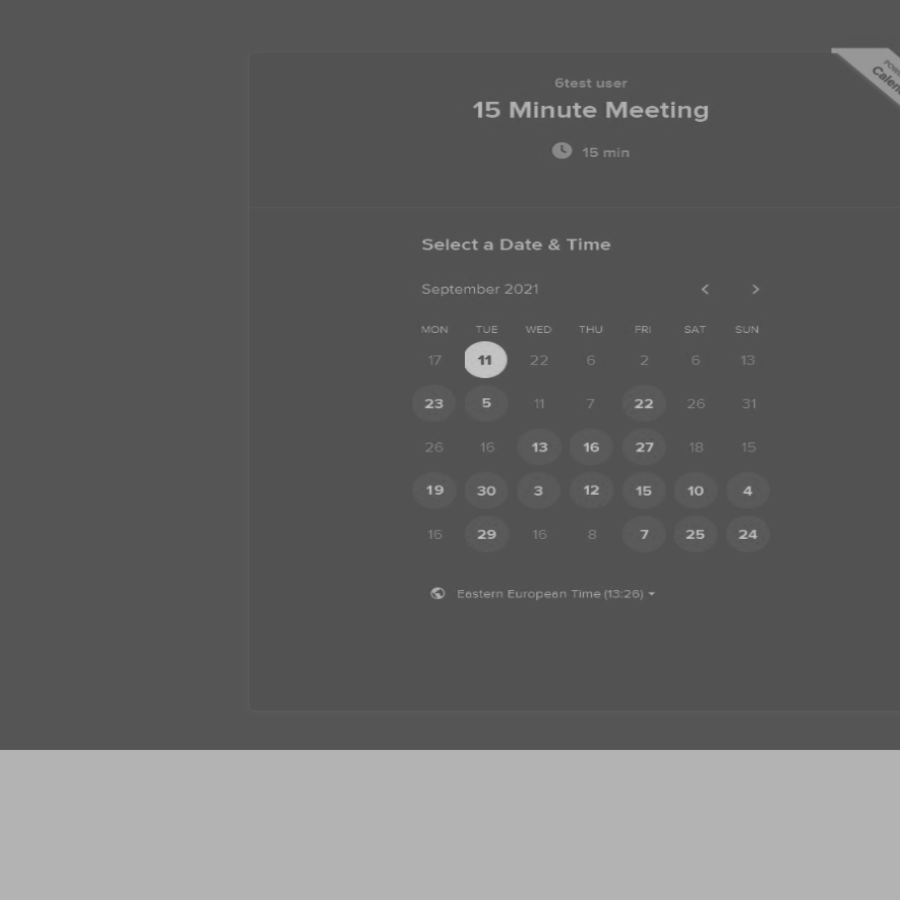 6test user
15 Minute Meeting
15 min
Select a Date & Time
September 2021
MON TUE WED THU FRI SAT SUN
17 11 22 6 2 6 13
23 5 11 7 22 26 31
26 16 13 16 27 18 15
19 30 3 12 15 10 4
16 29 16 8 7 25 24
Eastern European Time (13:26)